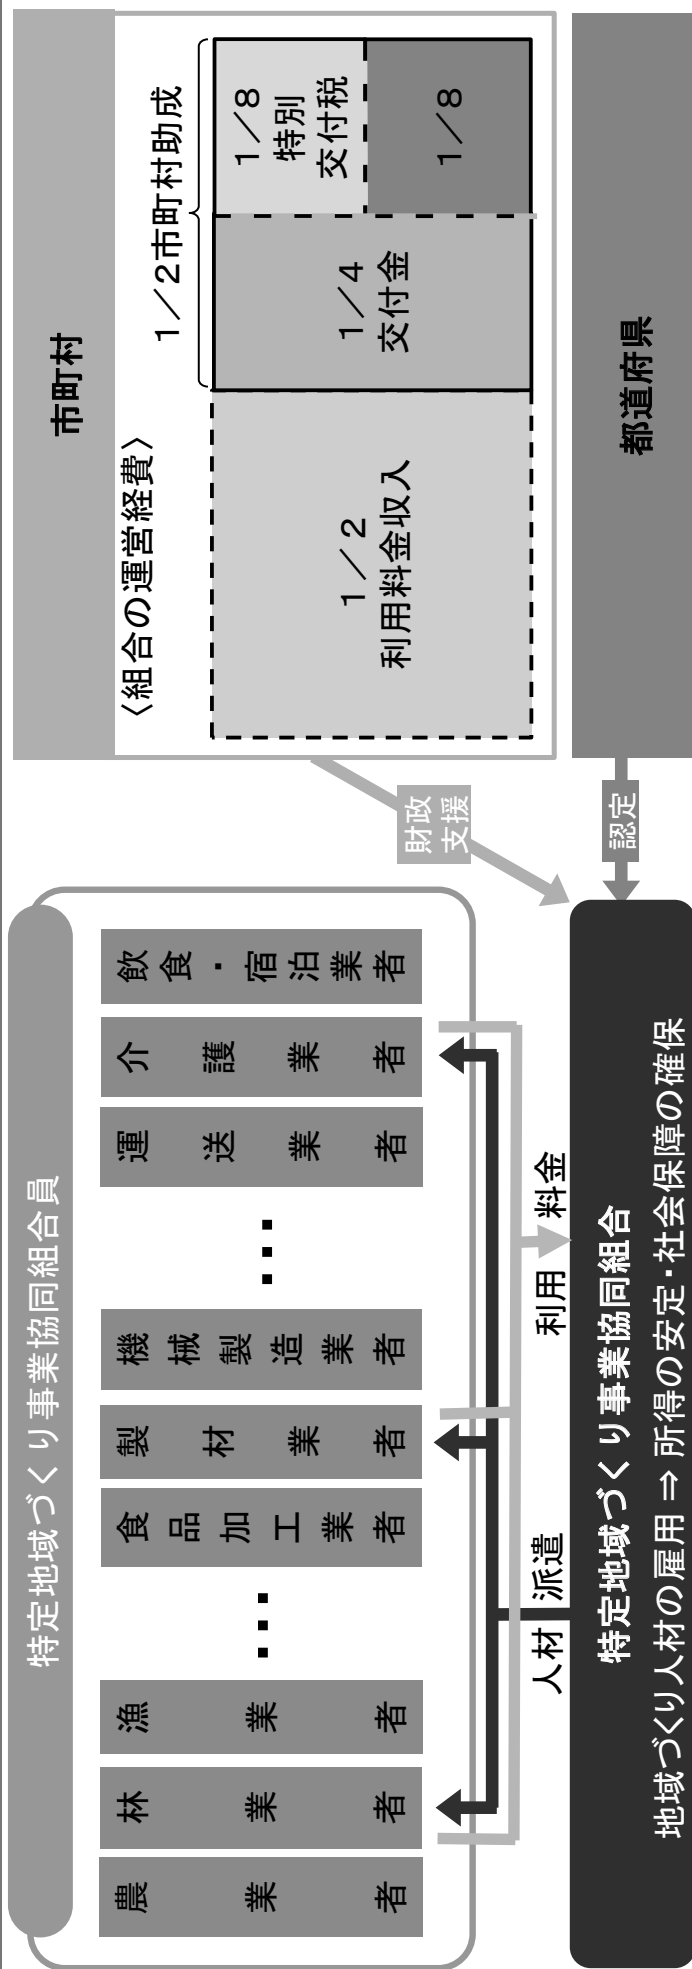 特定地域づくり事業協同組合員
農業者
林業者
漁業者
・・・
食品加工業者
製材業者
機械製造業者
・・・
運送業者
介護業者
飲食・宿泊業者
人材派遣
利用料金
特定地域づくり事業協同組合
地域づくり人材の雇用 ⇒ 所得の安定・社会保障の確保
財政
支援
認定
市町村
〈組合の運営経費〉
1/2市町村助成
1/2
利用料金収入
1/4
交付金
1/8
特別
交付税
1/8
都道府県